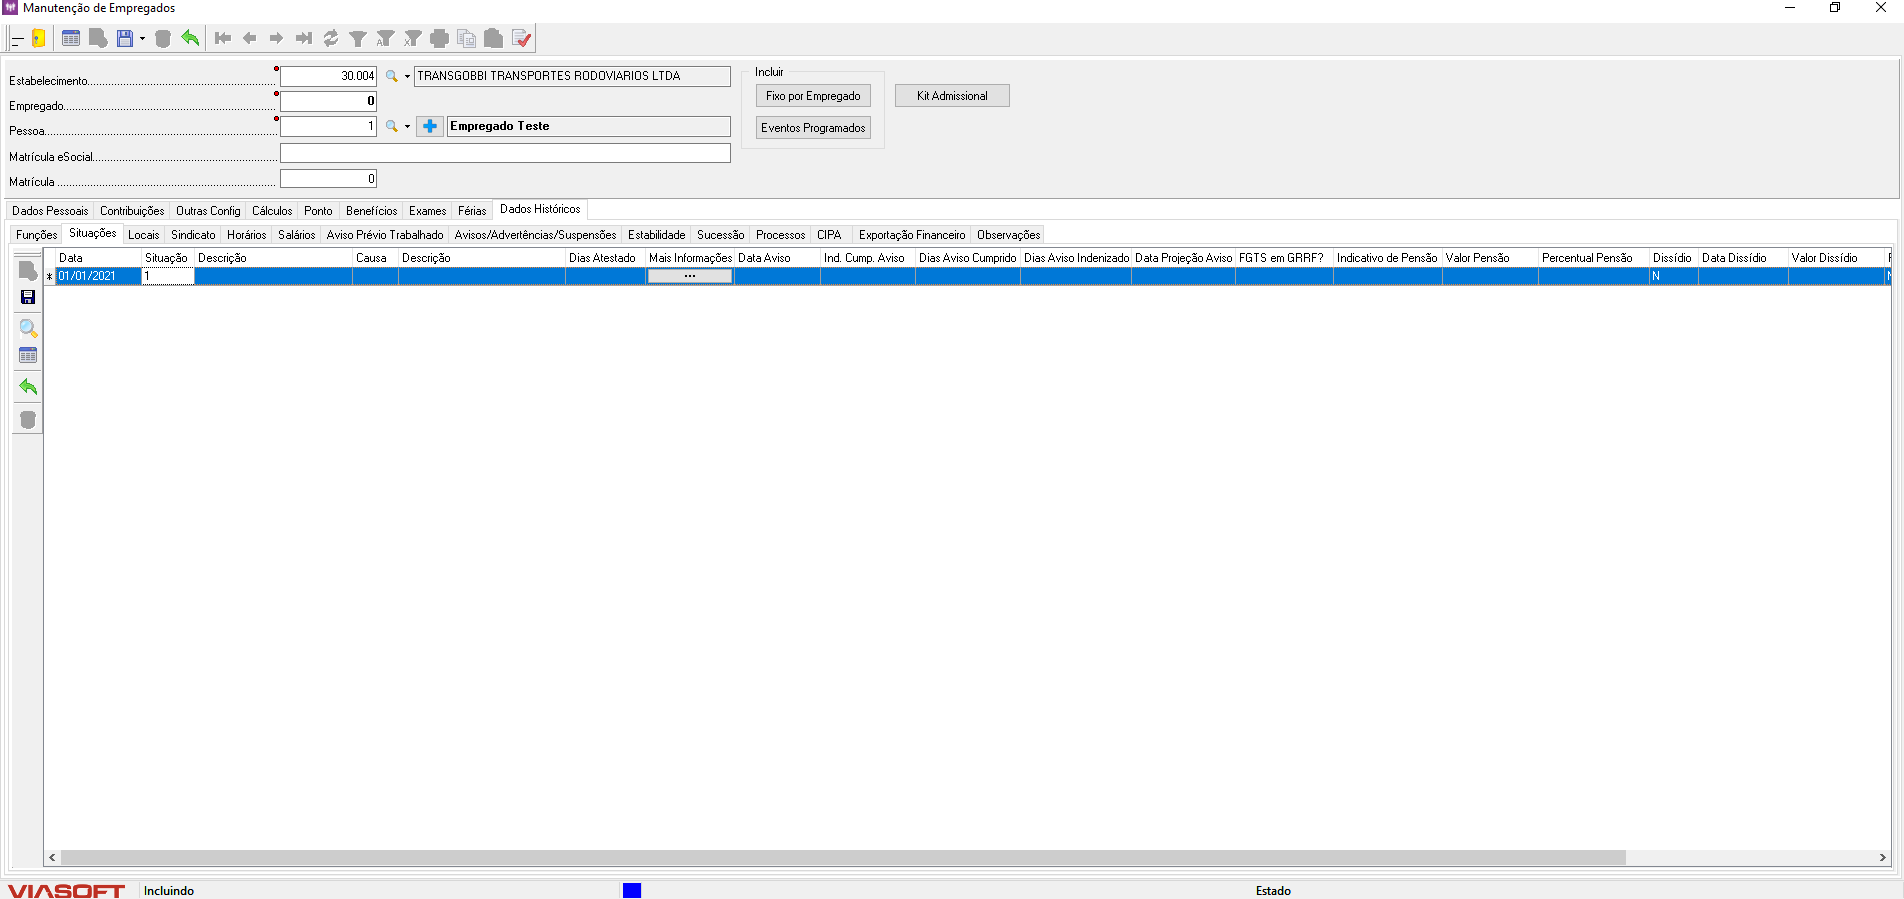 Manutenção de Empregados
Estabelecimento 30.004 TRANSGOBBI TRANSPORTES RODOVIARIOS LTDA
Empregado 0
Pessoa 1 Empregado Teste
Matrícula eSocial
Matrícula 0
Incluir
Fixo por Empregado
Eventos Programados
Kit Admissional
Dados Pessoais Contribuições Outras Config Cálculos Ponto Benefícios Exames Férias Dados Históricos
Funções Situações Locais Sindicato Horários Salários Aviso Prévio Trabalhado Avisos/Advertências/Suspensões Estabilidade Sucessão Processos CIPA Exportação Financeiro Observações
Data Situação Descrição Causa Descrição Dias Atestado Mais Informações Data Aviso Ind. Cump. Aviso Dias Aviso Cumprido Dias Aviso Indenizado Data Projeção Aviso FGTS em GRRF? Indicativo de Pensão Valor Pensão Percentual Pensão Dissídio Data Dissídio Valor Dissídio
* 01/01/2021 1 ... N
VIASOFT Incluindo Estado